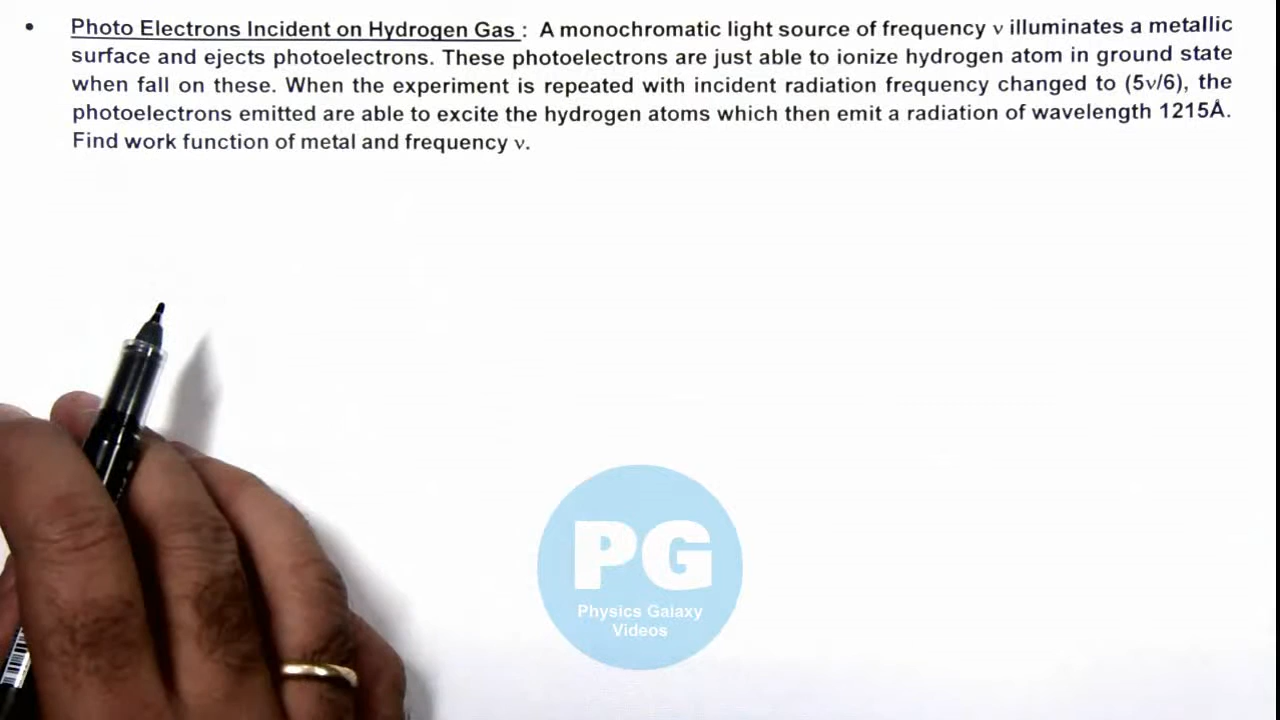 • Photo Electrons Incident on Hydrogen Gas : A monochromatic light source of frequency ν illuminates a metallic
surface and ejects photoelectrons. These photoelectrons are just able to ionize hydrogen atom in ground state
when fall on these. When the experiment is repeated with incident radiation frequency changed to (5ν/6), the
photoelectrons emitted are able to excite the hydrogen atoms which then emit a radiation of wavelength 1215Å.
Find work function of metal and frequency ν.
PG
Physics Galaxy
Videos